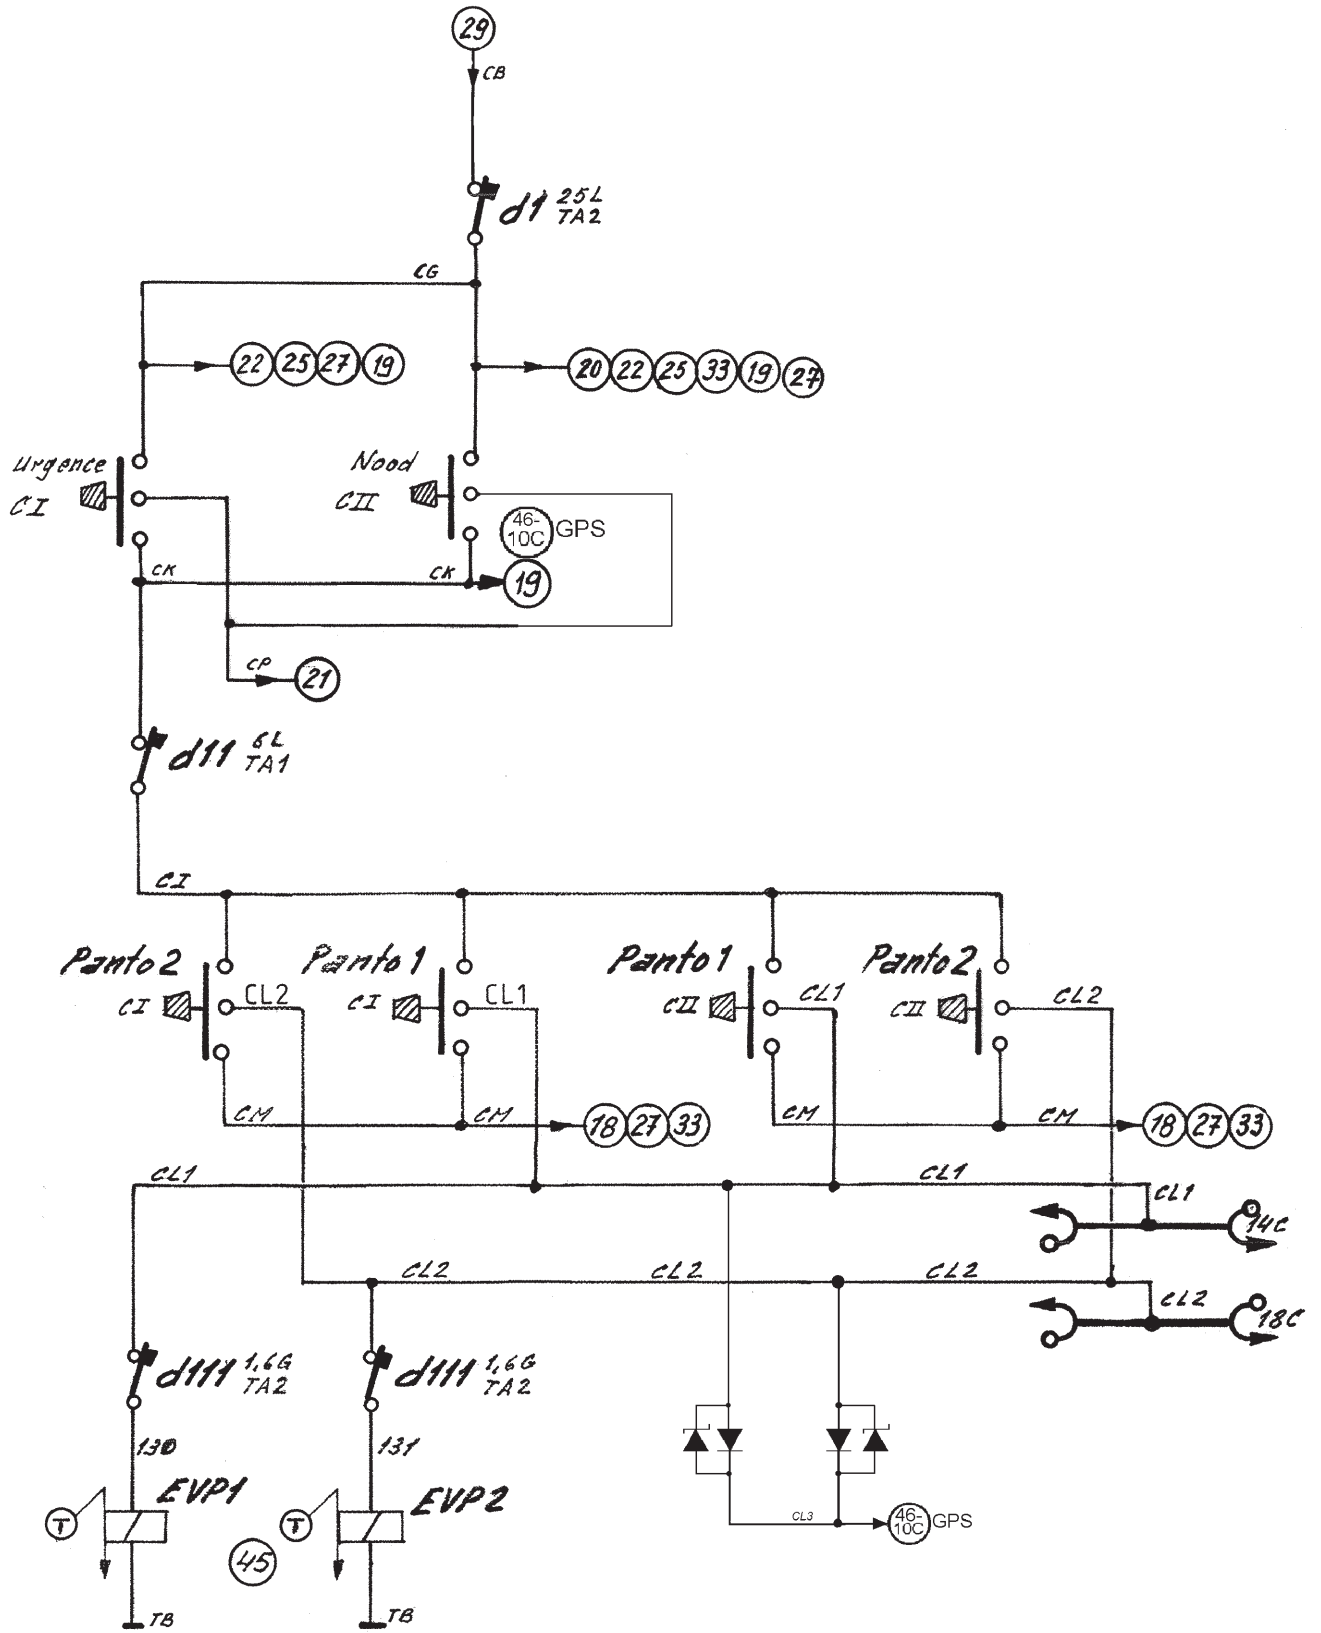 29
CB
d1 25L
TA2
CG
22 25 27 19
20 22 25 33 19 27
Urgence
CI
Nood
CII
46-
10C
GPS
CK
CK
19
CP
21
d11 6L
TA1
CI
Panto 2
CI
CL2
Panto 1
CI
CL1
Panto 1
CII
CL1
Panto 2
CII
CL2
CM
CM
18 27 33
CM
CM
18 27 33
CL1
CL1
CL1
14C
CL2
CL2
CL2
CL2
18C
d111 1,6G
TA2
d111 1,6G
TA2
130
131
EVP1
EVP2
T
T
45
CL3
46-
10C
GPS
TB
TB